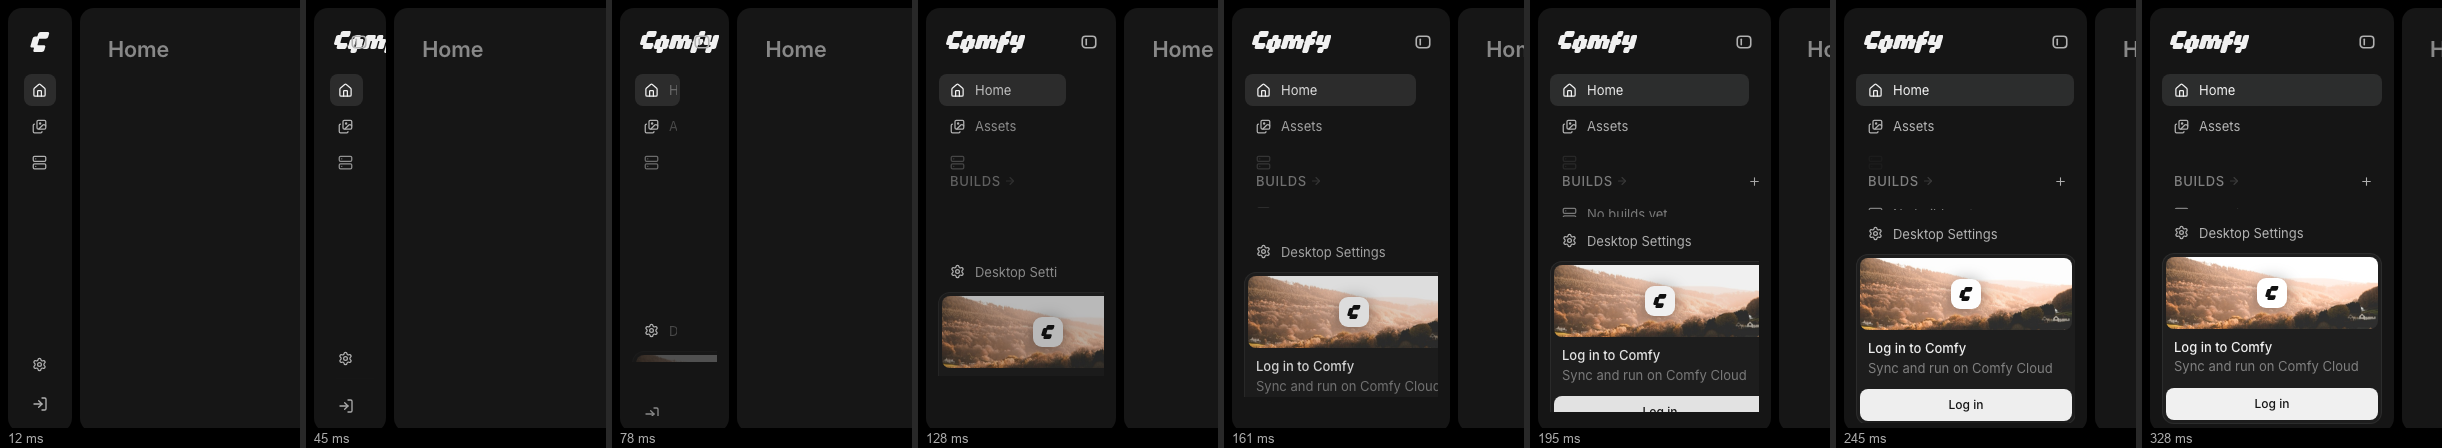 Home
12 ms
Comfy
Home
45 ms
Comfy
H
A
Home
D
78 ms
Comfy
Home
Home
Assets
BUILDS
Desktop Setti
128 ms
Comfy
Home
Hor
Assets
BUILDS
Desktop Settings
Log in to Comfy
Sync and run on Comfy Cloud
161 ms
Comfy
Home
Ho
Assets
BUILDS
No builds yet
Desktop Settings
Log in to Comfy
Sync and run on Comfy Cloud
Log in
195 ms
Comfy
Home
H
Assets
BUILDS
Desktop Settings
Log in to Comfy
Sync and run on Comfy Cloud
Log in
245 ms
Comfy
Home
Assets
BUILDS
Desktop Settings
Log in to Comfy
Sync and run on Comfy Cloud
Log in
328 ms